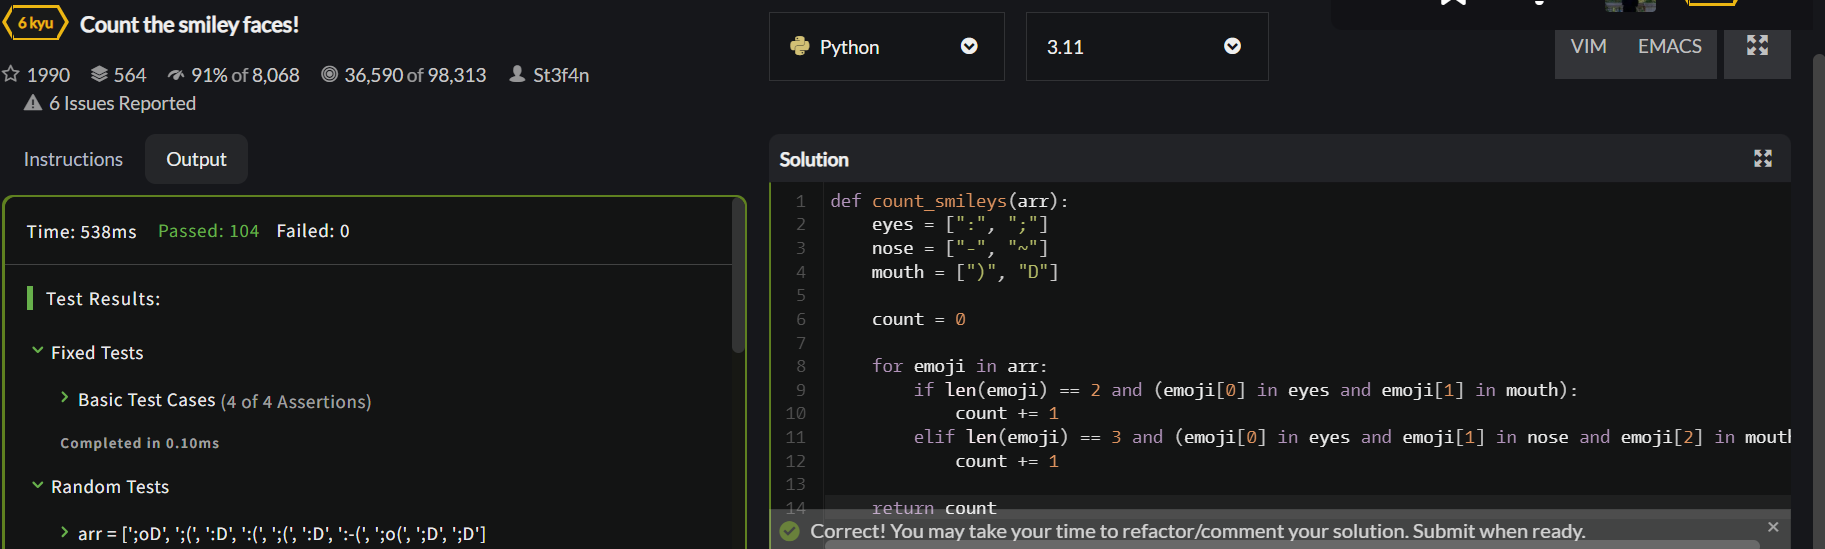 6 kyu Count the smiley faces!
1990 564 91% of 8,068 36,590 of 98,313 St3f4n
6 Issues Reported
Instructions Output
Time: 538ms Passed: 104 Failed: 0
Test Results:
Fixed Tests
Basic Test Cases (4 of 4 Assertions)
Completed in 0.10ms
Random Tests
arr = [';oD', ';(', ':D', ':(', ';(', ':D', ':-(', ';o(', ';D', ';D']
Python 3.11 VIM EMACS
Solution
1 def count_smileys(arr):
2     eyes = [":", ";"]
3     nose = ["-", "~"]
4     mouth = [")", "D"]
5
6     count = 0
7
8     for emoji in arr:
9         if len(emoji) == 2 and (emoji[0] in eyes and emoji[1] in mouth):
10             count += 1
11         elif len(emoji) == 3 and (emoji[0] in eyes and emoji[1] in nose and emoji[2] in mouth
12             count += 1
13
14     return count
Correct! You may take your time to refactor/comment your solution. Submit when ready.